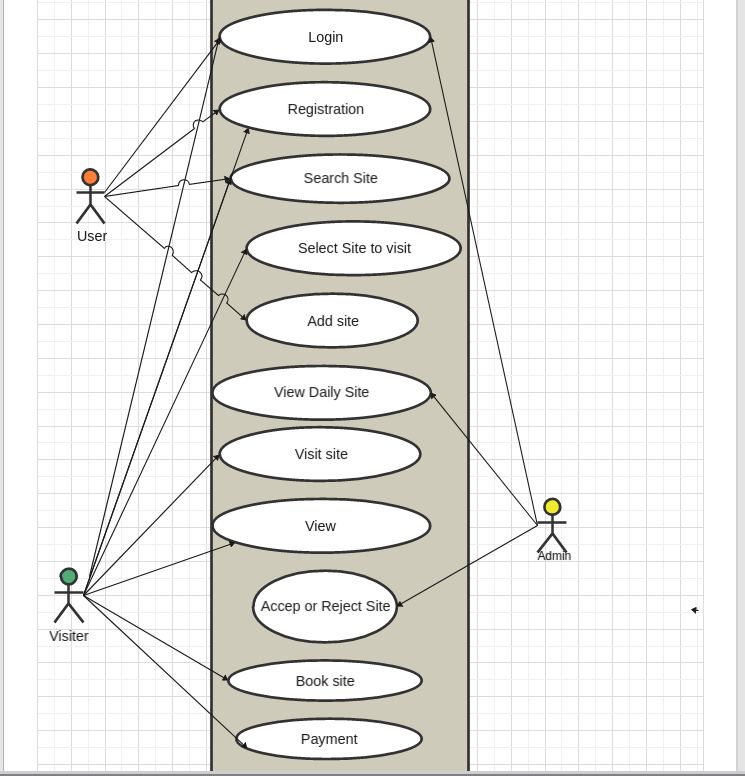 Login
Registration
Search Site
User
Select Site to visit
Add site
View Daily Site
Visit site
View
Admin
Accep or Reject Site
Visiter
Book site
Payment